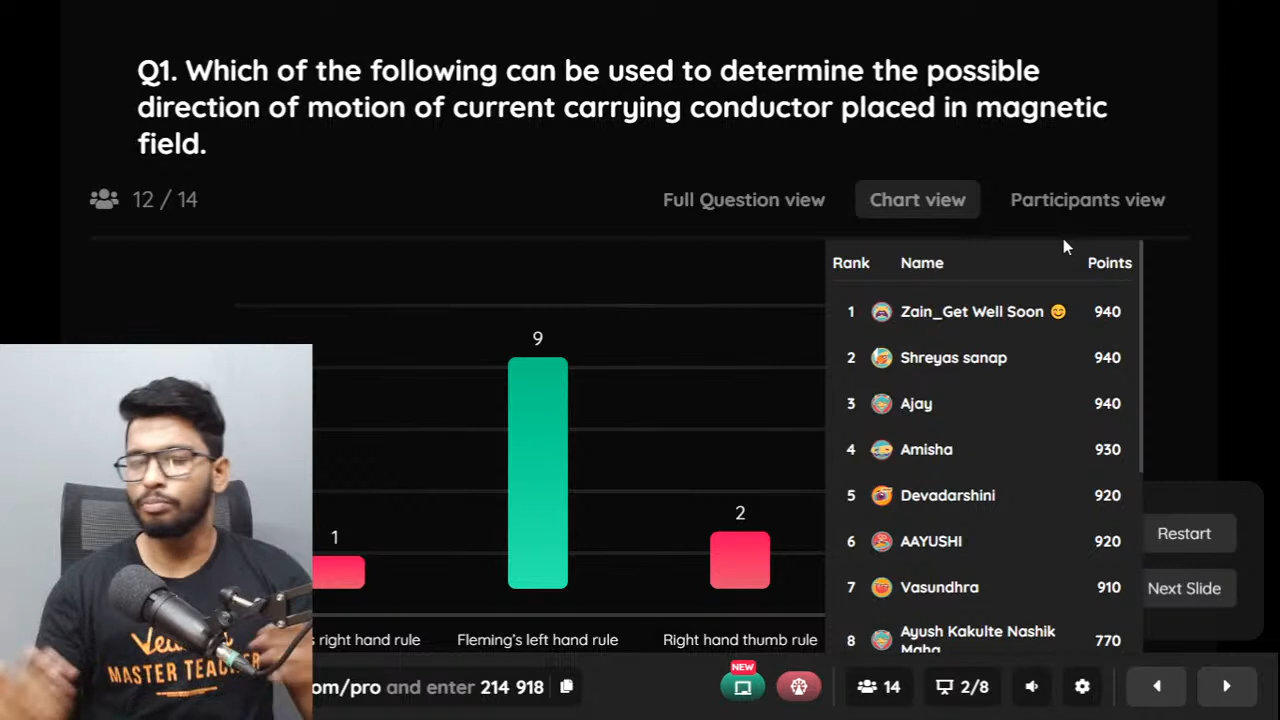 Q1. Which of the following can be used to determine the possible
direction of motion of current carrying conductor placed in magnetic
field.
12 / 14
Full Question view
Chart view
Participants view
Rank Name Points
1 Zain_Get Well Soon 😊 940
2 Shreyas sanap 940
3 Ajay 940
4 Amisha 930
5 Devadarshini 920
6 AAYUSHI 920
7 Vasundhra 910
8 Ayush Kakulte Nashik 770
Maha
1
9
2
s right hand rule
Fleming's left hand rule
Right hand thumb rule
Restart
Next Slide
MASTER TEACHER
om/pro and enter 214 918
NEW
14
2/8